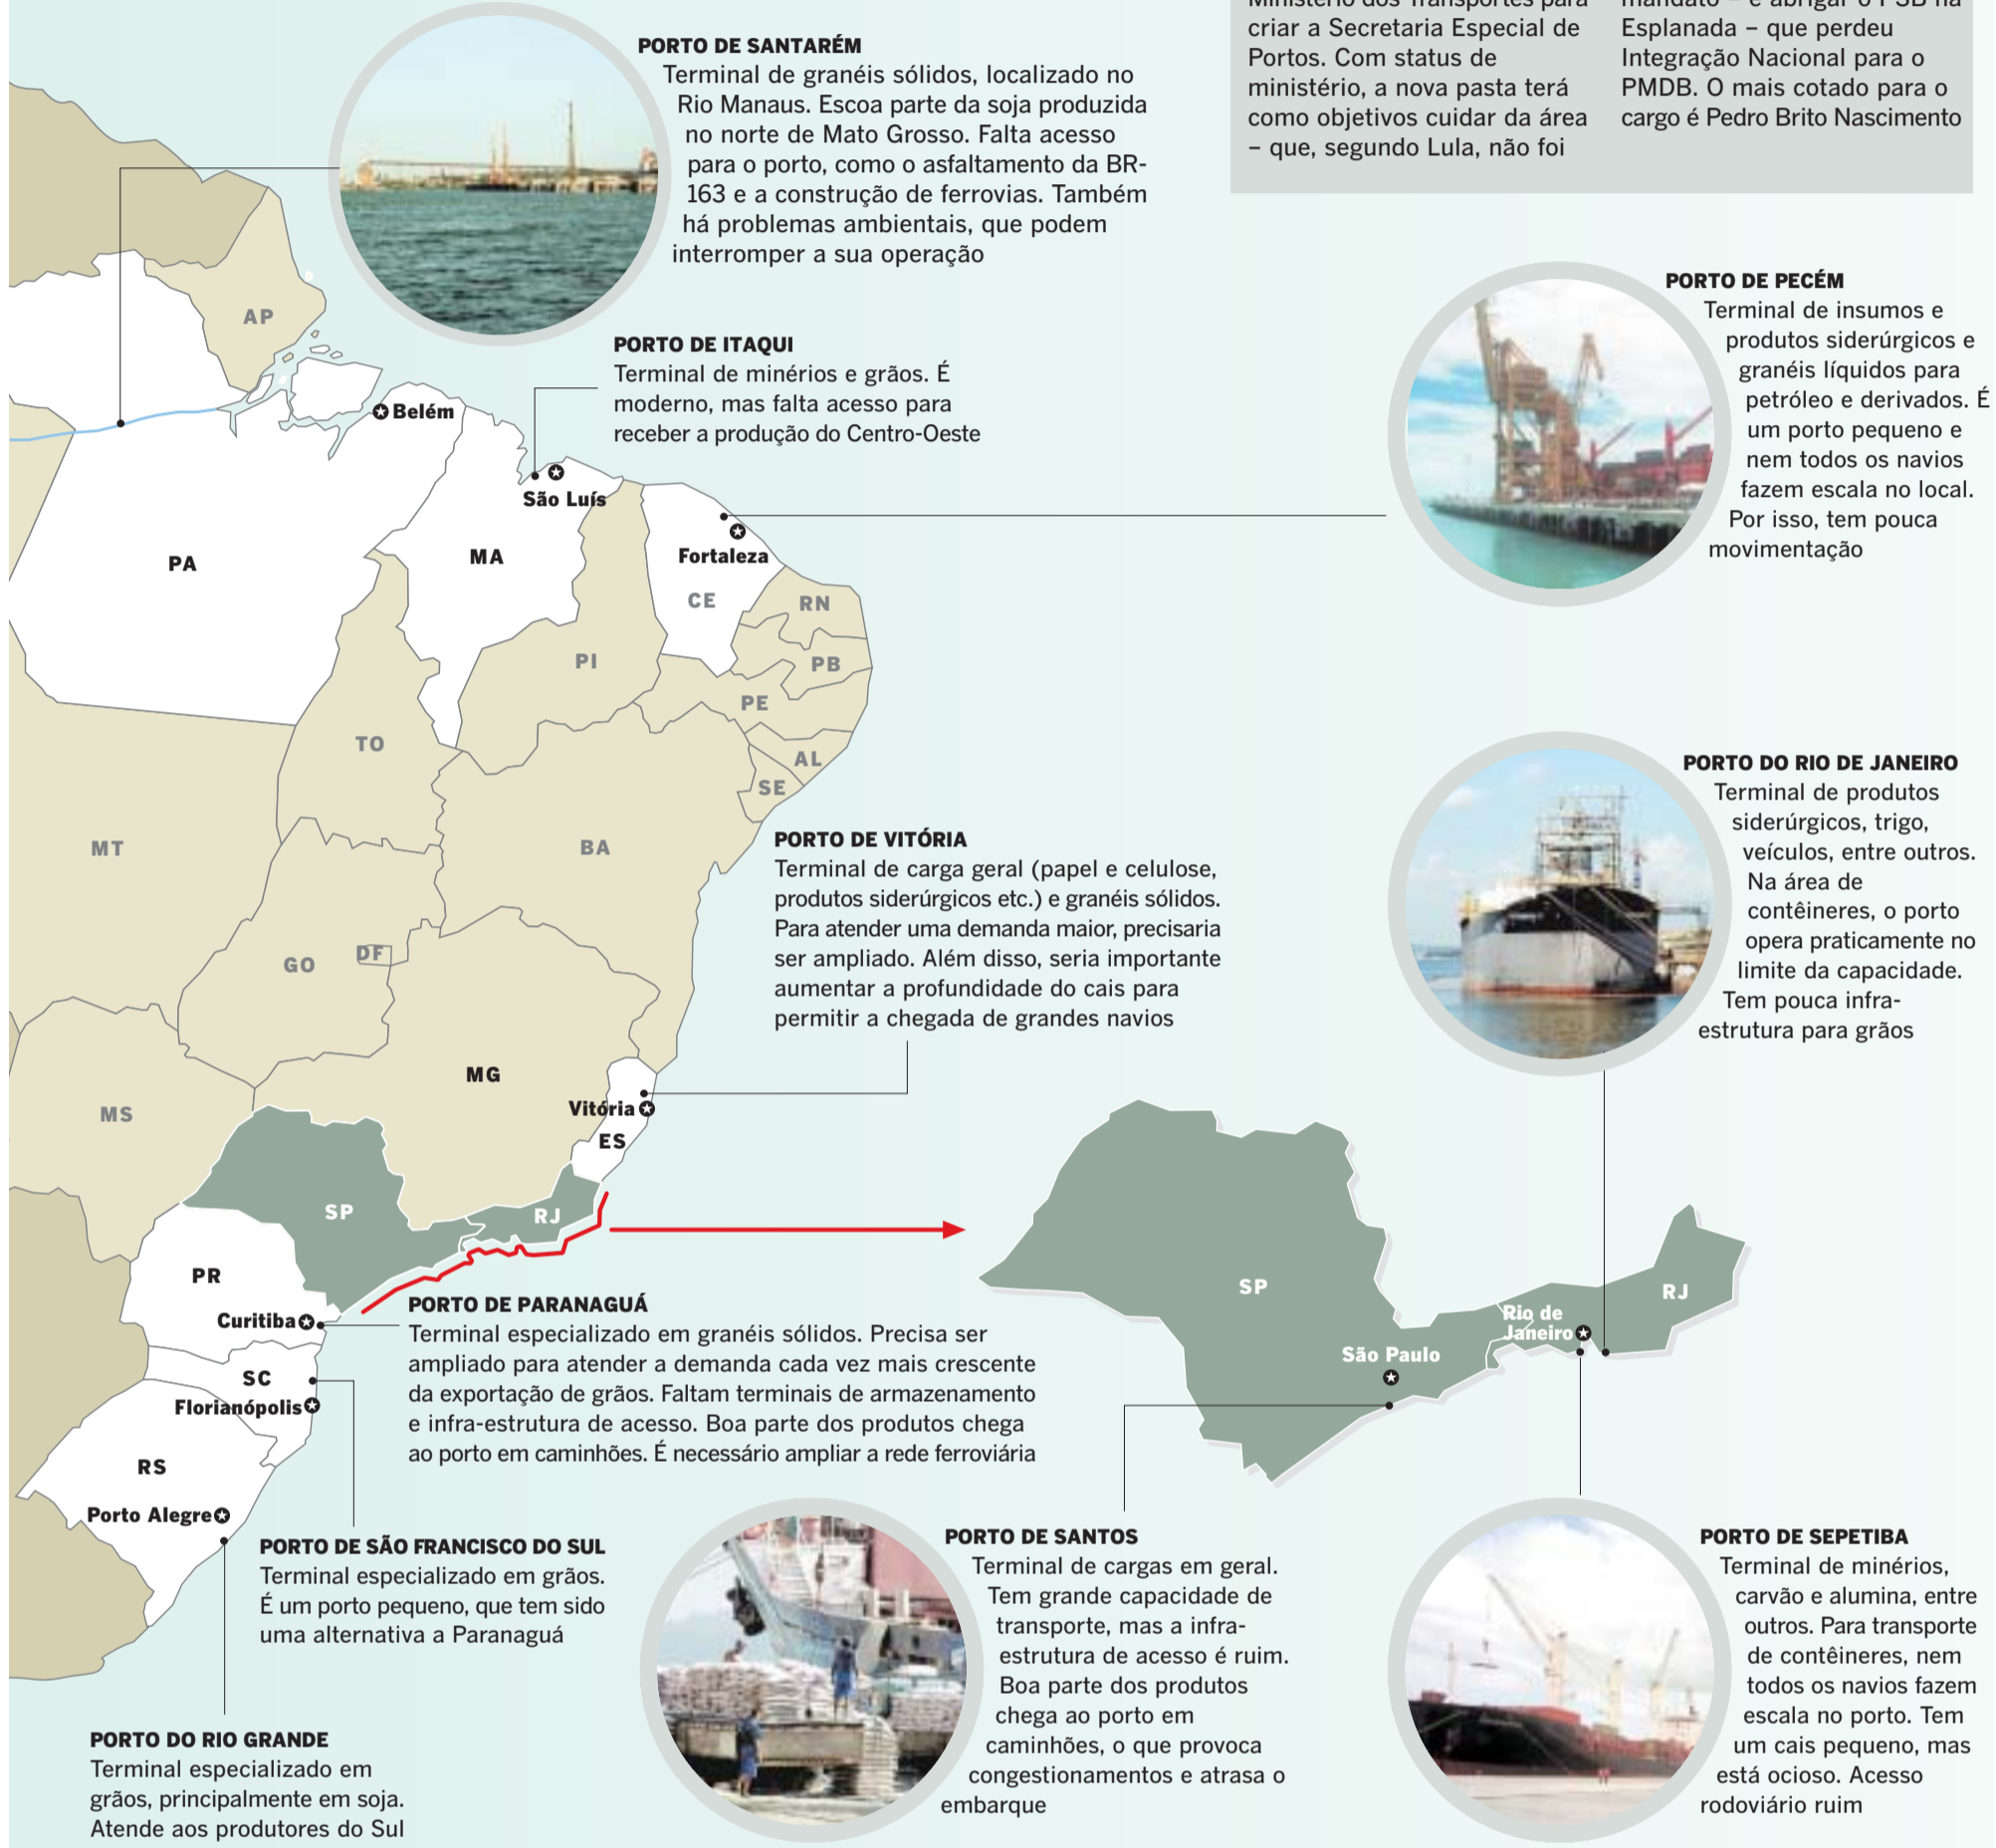 Ministério dos Transportes para
criar a Secretaria Especial de
Portos. Com status de
ministério, a nova pasta terá
como objetivos cuidar da área
– que, segundo Lula, não foi
mandato – e abrigar o PSB na
Esplanada – que perdeu
Integração Nacional para o
PMDB. O mais cotado para o
cargo é Pedro Brito Nascimento
PORTO DE SANTARÉM
Terminal de granéis sólidos, localizado no
Rio Manaus. Escoa parte da soja produzida
no norte de Mato Grosso. Falta acesso
para o porto, como o asfaltamento da BR-
163 e a construção de ferrovias. Também
há problemas ambientais, que podem
interromper a sua operação
PORTO DE ITAQUI
Terminal de minérios e grãos. É
moderno, mas falta acesso para
receber a produção do Centro-Oeste
PORTO DE PECÉM
Terminal de insumos e
produtos siderúrgicos e
granéis líquidos para
petróleo e derivados. É
um porto pequeno e
nem todos os navios
fazem escala no local.
Por isso, tem pouca
movimentação
AP
Belém
São Luís
Fortaleza
PA
MA
CE
RN
PI
PB
PE
TO
AL
SE
MT
BA
GO
DF
MG
MS
Vitória
ES
SP
RJ
PR
Curitiba
SC
Florianópolis
RS
Porto Alegre
PORTO DE VITÓRIA
Terminal de carga geral (papel e celulose,
produtos siderúrgicos etc.) e granéis sólidos.
Para atender uma demanda maior, precisaria
ser ampliado. Além disso, seria importante
aumentar a profundidade do cais para
permitir a chegada de grandes navios
PORTO DO RIO DE JANEIRO
Terminal de produtos
siderúrgicos, trigo,
veículos, entre outros.
Na área de
contêineres, o porto
opera praticamente no
limite da capacidade.
Tem pouca infra-
estrutura para grãos
SP
RJ
Rio de
Janeiro
São Paulo
PORTO DE PARANAGUÁ
Terminal especializado em granéis sólidos. Precisa ser
ampliado para atender a demanda cada vez mais crescente
da exportação de grãos. Faltam terminais de armazenamento
e infra-estrutura de acesso. Boa parte dos produtos chega
ao porto em caminhões. É necessário ampliar a rede ferroviária
PORTO DE SÃO FRANCISCO DO SUL
Terminal especializado em grãos.
É um porto pequeno, que tem sido
uma alternativa a Paranaguá
PORTO DO RIO GRANDE
Terminal especializado em
grãos, principalmente em soja.
Atende aos produtores do Sul
PORTO DE SANTOS
Terminal de cargas em geral.
Tem grande capacidade de
transporte, mas a infra-
estrutura de acesso é ruim.
Boa parte dos produtos
chega ao porto em
caminhões, o que provoca
congestionamentos e atrasa o
embarque
PORTO DE SEPETIBA
Terminal de minérios,
carvão e alumina, entre
outros. Para transporte
de contêineres, nem
todos os navios fazem
escala no porto. Tem
um cais pequeno, mas
está ocioso. Acesso
rodoviário ruim